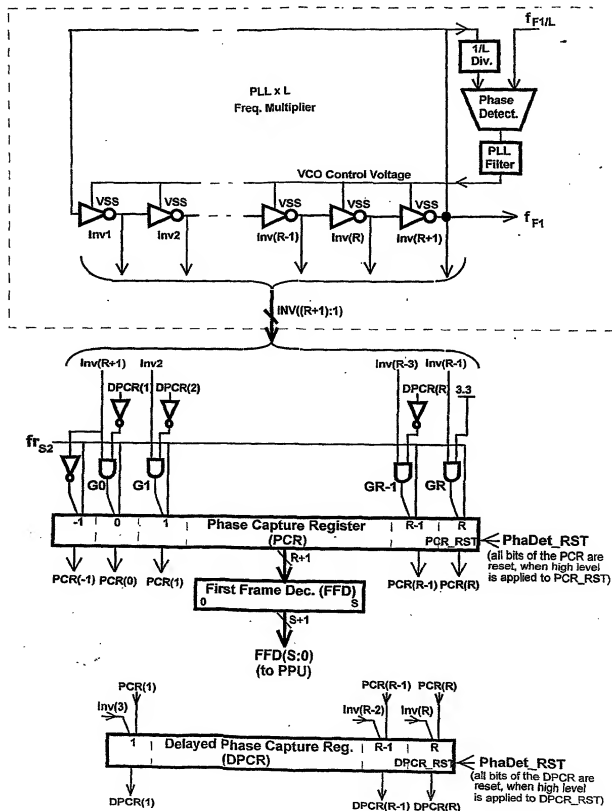 f_F1/L
1/L
Div.
PLL x L
Freq. Multiplier
Phase
Detect.
PLL
Filter
VCO Control Voltage
VSS VSS VSS VSS VSS
f_F1
Inv1 Inv2 Inv(R-1) Inv(R) Inv(R+1)
INV((R+1):1)
Inv(R+1) Inv2 Inv(R-3) Inv(R-1)
DPCR(1) DPCR(2) DPCR(R) 3.3
fr_S2
G0 G1 GR-1 GR
-1 0 1 Phase Capture Register R-1 R
(PCR) PCR_RST
PhaDet_RST
(all bits of the PCR are
reset, when high level
is applied to PCR_RST)
PCR(-1) PCR(0) PCR(1) R+1 PCR(R-1) PCR(R)
First Frame Dec. (FFD)
0 S
S+1
FFD(S:0)
(to PPU)
PCR(1) PCR(R-1) PCR(R)
Inv(3) Inv(R-2) Inv(R)
1 Delayed Phase Capture Reg. R-1 R
(DPCR) DPCR_RST
PhaDet_RST
(all bits of the DPCR are
reset, when high level
is applied to DPCR_RST)
DPCR(1) DPCR(R-1) DPCR(R)